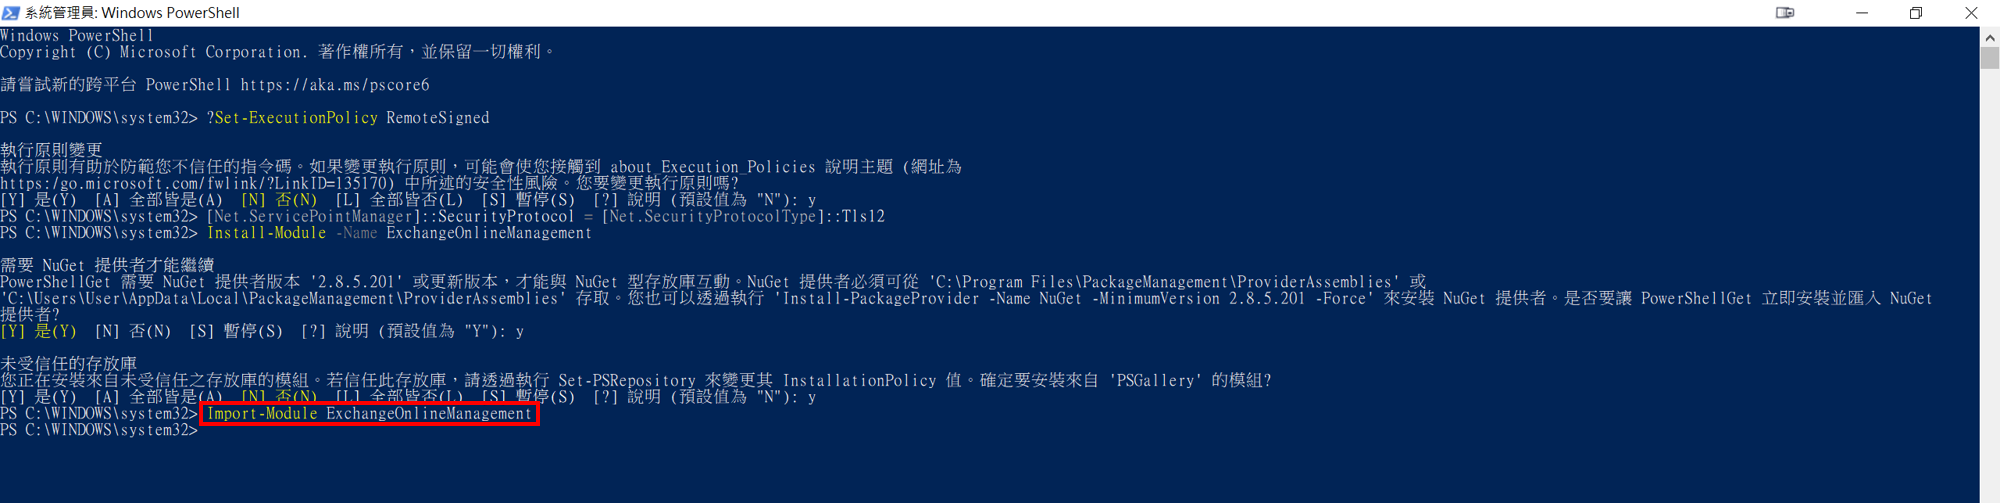 系統管理員: Windows PowerShell
Windows PowerShell
Copyright (C) Microsoft Corporation. 著作權所有，並保留一切權利。
請嘗試新的跨平台 PowerShell https://aka.ms/pscore6
PS C:\WINDOWS\system32> ?Set-ExecutionPolicy RemoteSigned
執行原則變更
執行原則有助於防範您不信任的指令碼。如果變更執行原則，可能會使您接觸到 about_Execution_Policies 說明主題 (網址為
https:/go.microsoft.com/fwlink/?LinkID=135170) 中所述的安全性風險。您要變更執行原則嗎?
[Y] 是(Y)  [A] 全部皆是(A)  [N] 否(N)  [L] 全部皆否(L)  [S] 暫停(S)  [?] 說明 (預設值為 "N"): y
PS C:\WINDOWS\system32> [Net.ServicePointManager]::SecurityProtocol = [Net.SecurityProtocolType]::Tls12
PS C:\WINDOWS\system32> Install-Module -Name ExchangeOnlineManagement
需要 NuGet 提供者才能繼續
PowerShellGet 需要 NuGet 提供者版本 '2.8.5.201' 或更新版本，才能與 NuGet 型存放庫互動。NuGet 提供者必須可從 'C:\Program Files\PackageManagement\ProviderAssemblies' 或
'C:\Users\User\AppData\Local\PackageManagement\ProviderAssemblies' 存取。您也可以透過執行 'Install-PackageProvider -Name NuGet -MinimumVersion 2.8.5.201 -Force' 來安裝 NuGet 提供者。是否要讓 PowerShellGet 立即安裝並匯入 NuGet
提供者?
[Y] 是(Y)  [N] 否(N)  [S] 暫停(S)  [?] 說明 (預設值為 "Y"): y
未受信任的存放庫
您正在安裝來自未受信任之存放庫的模組。若信任此存放庫，請透過執行 Set-PSRepository 來變更其 InstallationPolicy 值。確定要安裝來自 'PSGallery' 的模組?
[Y] 是(Y)  [A] 全部皆是(A)  [N] 否(N)  [L] 全部皆否(L)  [S] 暫停(S)  [?] 說明 (預設值為 "N"): y
PS C:\WINDOWS\system32> Import-Module ExchangeOnlineManagement
PS C:\WINDOWS\system32>